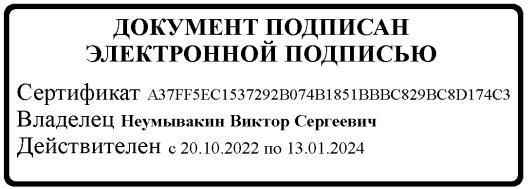 ДОКУМЕНТ ПОДПИСАН
ЭЛЕКТРОННОЙ ПОДПИСЬЮ
Сертификат A37FF5EC1537292B074B1851BBBC829BC8D174C3
Владелец Неумывакин Виктор Сергеевич
Действителен с 20.10.2022 по 13.01.2024